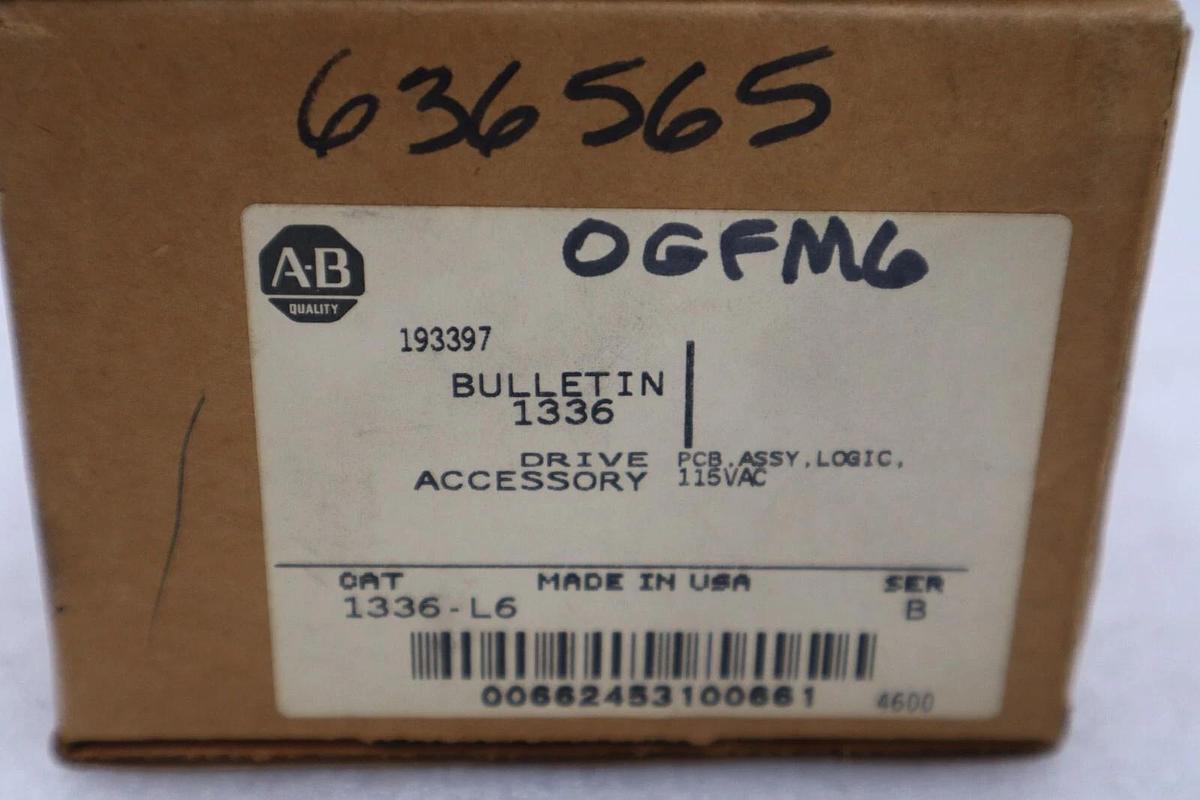 636565
OGFM6
A-B
QUALITY
193397
BULLETIN
1336
DRIVE
ACCESSORY
PCB,ASSY,LOGIC,
115VAC
CAT
MADE IN USA
SER
1336-L6
B
00662453100661
4600